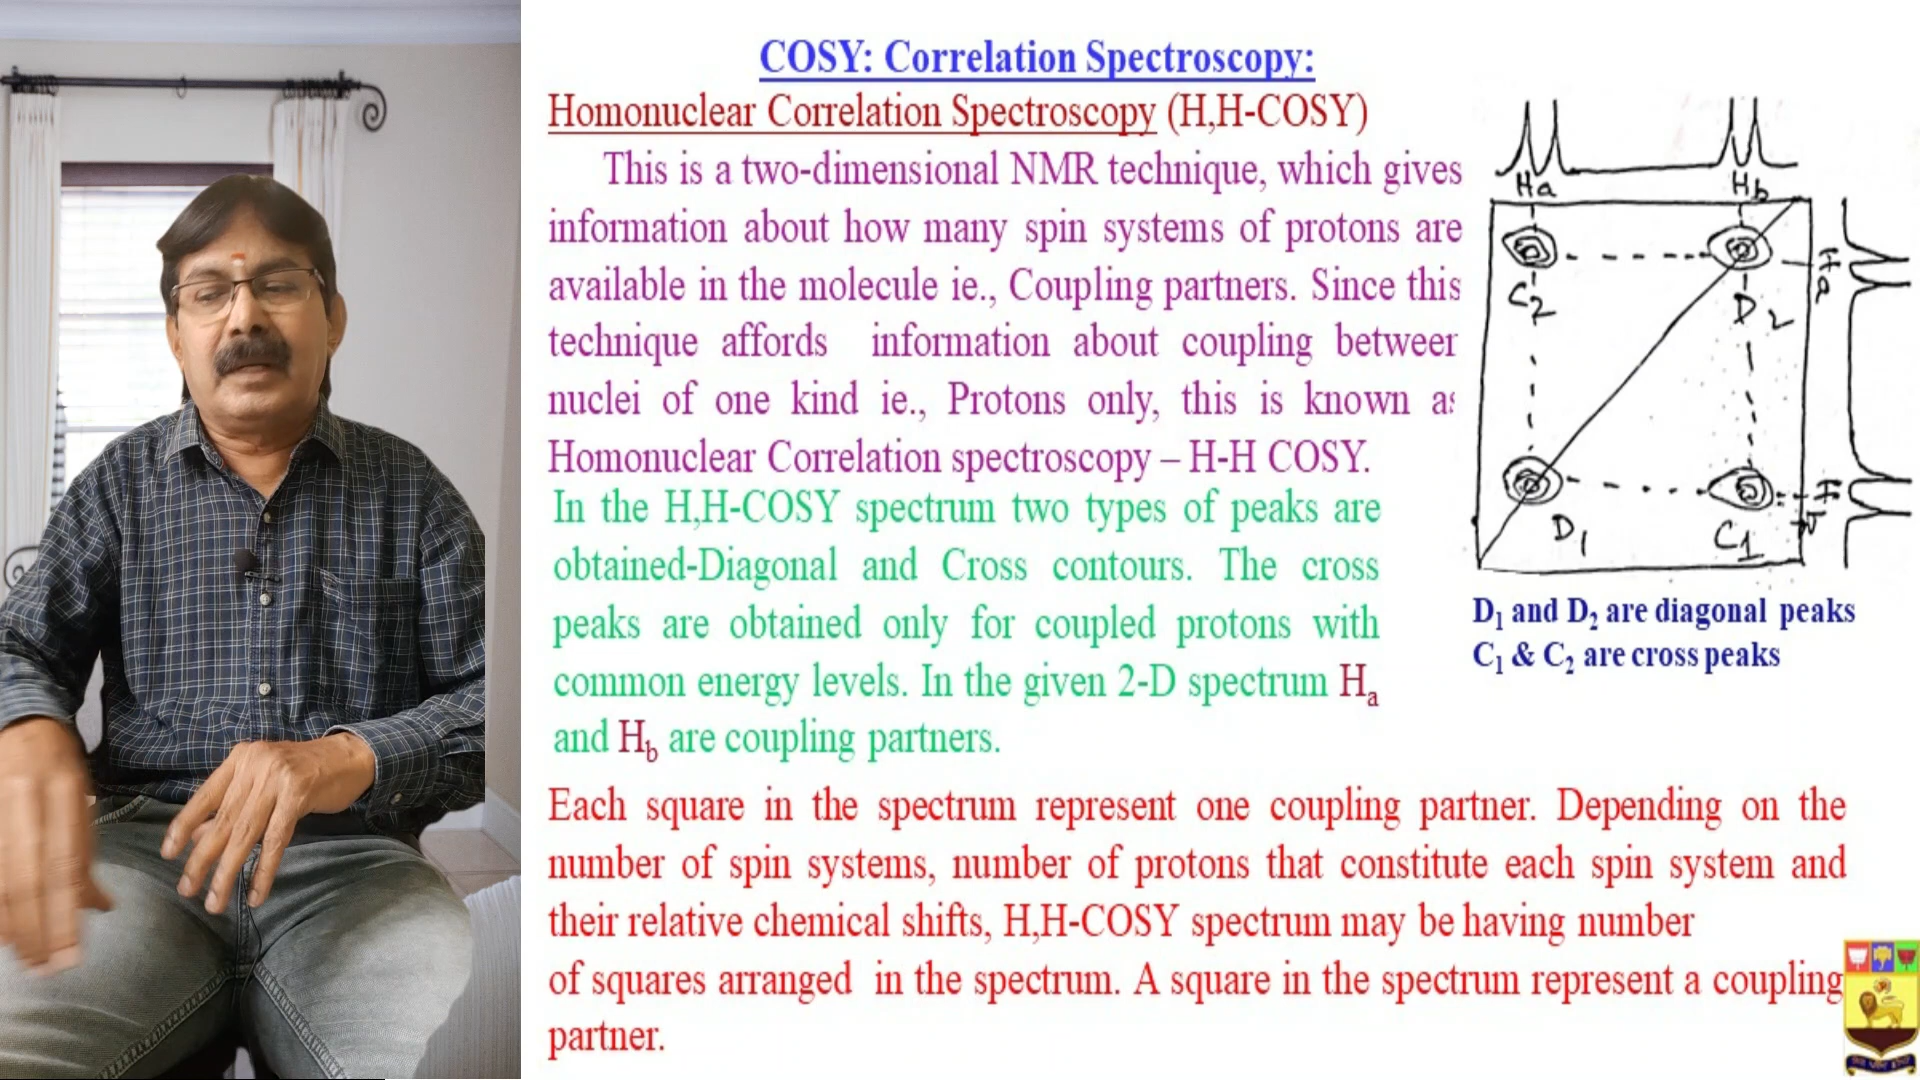 COSY: Correlation Spectroscopy:
Homonuclear Correlation Spectroscopy (H,H-COSY)
This is a two-dimensional NMR technique, which gives
information about how many spin systems of protons are
available in the molecule ie., Coupling partners. Since this
technique affords information about coupling between
nuclei of one kind ie., Protons only, this is known as
Homonuclear Correlation spectroscopy – H-H COSY.
In the H,H-COSY spectrum two types of peaks are
obtained-Diagonal and Cross contours. The cross
peaks are obtained only for coupled protons with
common energy levels. In the given 2-D spectrum Hₐ
and H_b are coupling partners.
Ha Hb
C2 D2
D1 C1
D₁ and D₂ are diagonal peaks
C₁ & C₂ are cross peaks
Each square in the spectrum represent one coupling partner. Depending on the
number of spin systems, number of protons that constitute each spin system and
their relative chemical shifts, H,H-COSY spectrum may be having number
of squares arranged in the spectrum. A square in the spectrum represent a coupling
partner.